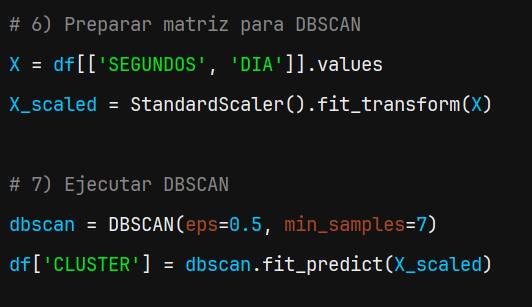 # 6) Preparar matriz para DBSCAN
X = df[['SEGUNDOS', 'DIA']].values
X_scaled = StandardScaler().fit_transform(X)
# 7) Ejecutar DBSCAN
dbscan = DBSCAN(eps=0.5, min_samples=7)
df['CLUSTER'] = dbscan.fit_predict(X_scaled)